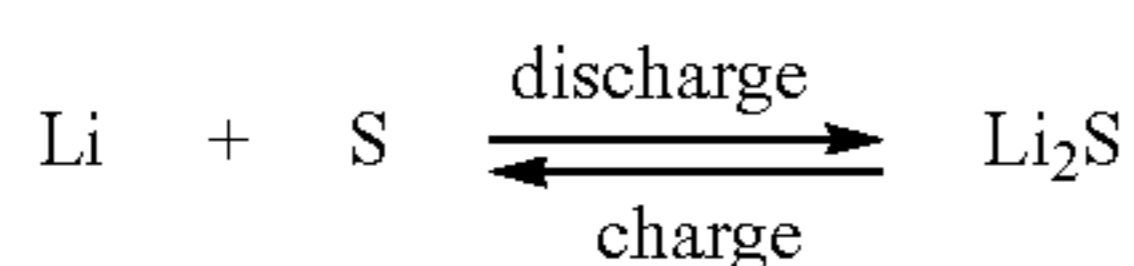 discharge
Li + S ⇌ Li₂S
charge